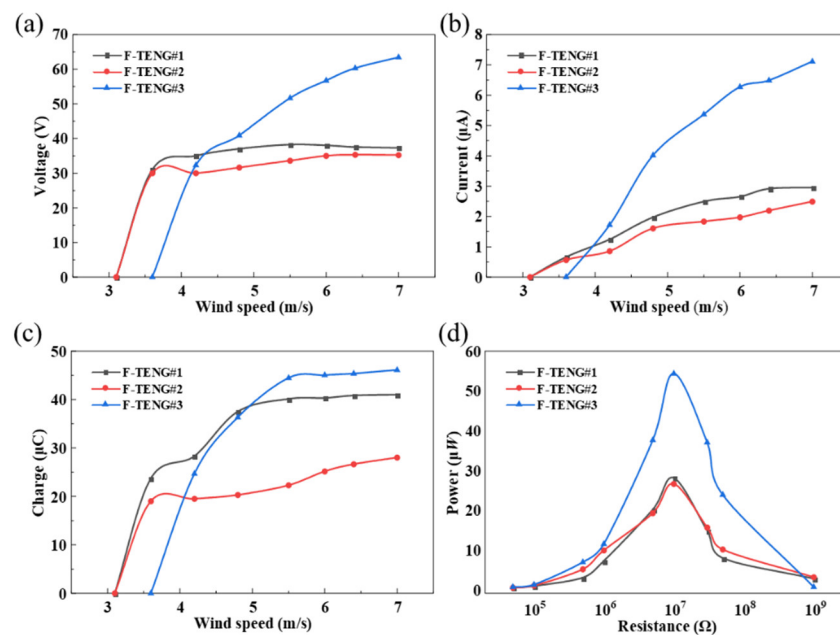 (a)
70
60
50
40
30
20
10
0
Voltage (V)
F-TENG#1
F-TENG#2
F-TENG#3
3 4 5 6 7
Wind speed (m/s)
(b)
8
7
6
5
4
3
2
1
0
Current (μA)
F-TENG#1
F-TENG#2
F-TENG#3
3 4 5 6 7
Wind speed (m/s)
(c)
50
40
30
20
10
0
Charge (μC)
F-TENG#1
F-TENG#2
F-TENG#3
3 4 5 6 7
Wind speed (m/s)
(d)
60
50
40
30
20
10
0
Power (μW)
F-TENG#1
F-TENG#2
F-TENG#3
10⁵ 10⁶ 10⁷ 10⁸ 10⁹
Resistance (Ω)